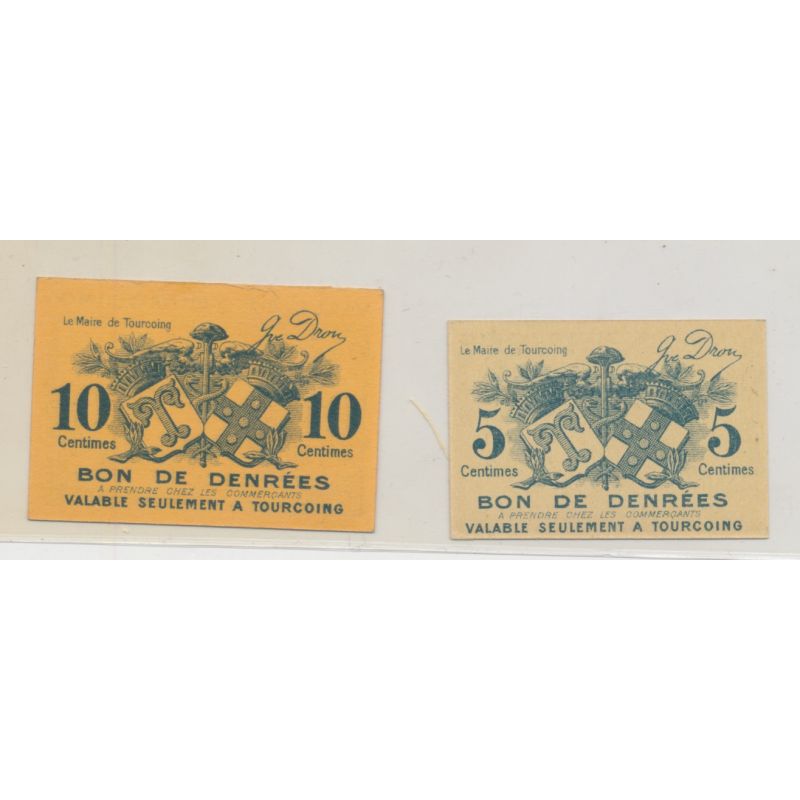 Le Maire de Tourcoing
Gve Dron
10 10
Centimes Centimes
T
BON DE DENRÉES
A PRENDRE CHEZ LES COMMERÇANTS
VALABLE SEULEMENT A TOURCOING
Le Maire de Tourcoing
Gve Dron
5 5
Centimes Centimes
T
BON DE DENRÉES
A PRENDRE CHEZ LES COMMERÇANTS
VALABLE SEULEMENT A TOURCOING